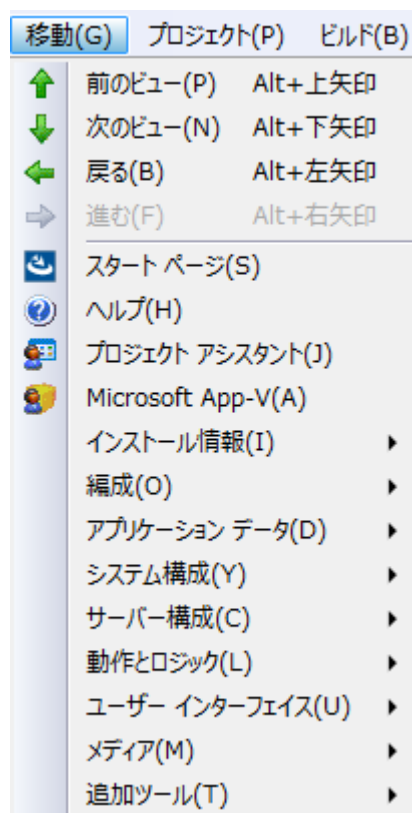 移動(G) プロジェクト(P) ビルド(B)
前のビュー(P) Alt+上矢印
次のビュー(N) Alt+下矢印
戻る(B) Alt+左矢印
進む(F) Alt+右矢印
スタート ページ(S)
ヘルプ(H)
プロジェクト アシスタント(J)
Microsoft App-V(A)
インストール情報(I)
編成(O)
アプリケーション データ(D)
システム構成(Y)
サーバー構成(C)
動作とロジック(L)
ユーザー インターフェイス(U)
メディア(M)
追加ツール(T)